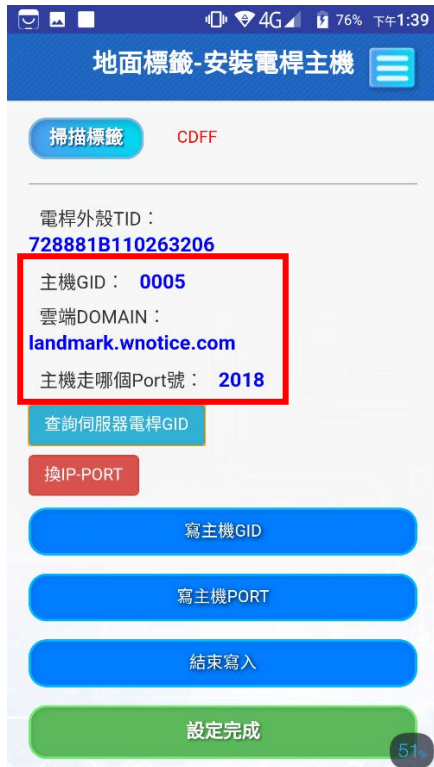 4G 76% 下午1:39
地面標籤-安裝電桿主機
掃描標籤 CDFF
電桿外殼TID：
728881B110263206
主機GID： 0005
雲端DOMAIN：
landmark.wnotice.com
主機走哪個Port號： 2018
查詢伺服器電桿GID
換IP-PORT
寫主機GID
寫主機PORT
結束寫入
設定完成
51%